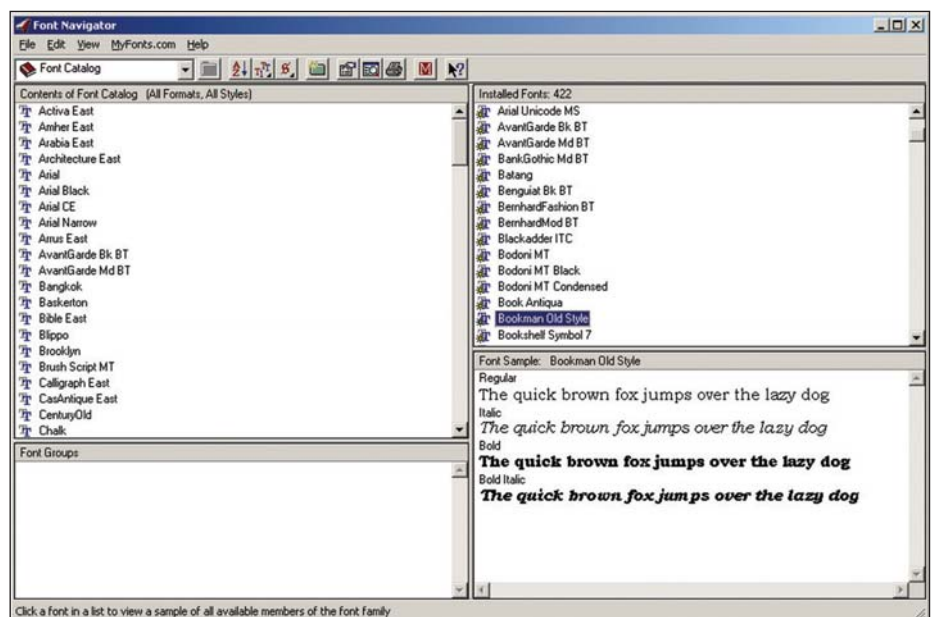 Font Navigator
File Edit View MyFonts.com Help
Font Catalog
Contents of Font Catalog (All Formats, All Styles)
Activa East
Amher East
Arabia East
Architecture East
Arial
Arial Black
Arial CE
Arial Narrow
Arrus East
AvantGarde Bk BT
AvantGarde Md BT
Bangkok
Baskerton
Bible East
Blippo
Brooklyn
Brush Script MT
Calligraph East
CasAntique East
CenturyOld
Chalk
Font Groups
Installed Fonts: 422
Arial Unicode MS
AvantGarde Bk BT
AvantGarde Md BT
BankGothic Md BT
Batang
Benguiat Bk BT
BernhardFashion BT
BernhardMod BT
Blackadder ITC
Bodoni MT
Bodoni MT Black
Bodoni MT Condensed
Book Antiqua
Bookman Old Style
Bookshelf Symbol 7
Font Sample: Bookman Old Style
Regular
The quick brown fox jumps over the lazy dog
Italic
The quick brown fox jumps over the lazy dog
Bold
The quick brown fox jumps over the lazy dog
Bold Italic
The quick brown fox jumps over the lazy dog
Click a font in a list to view a sample of all available members of the font family